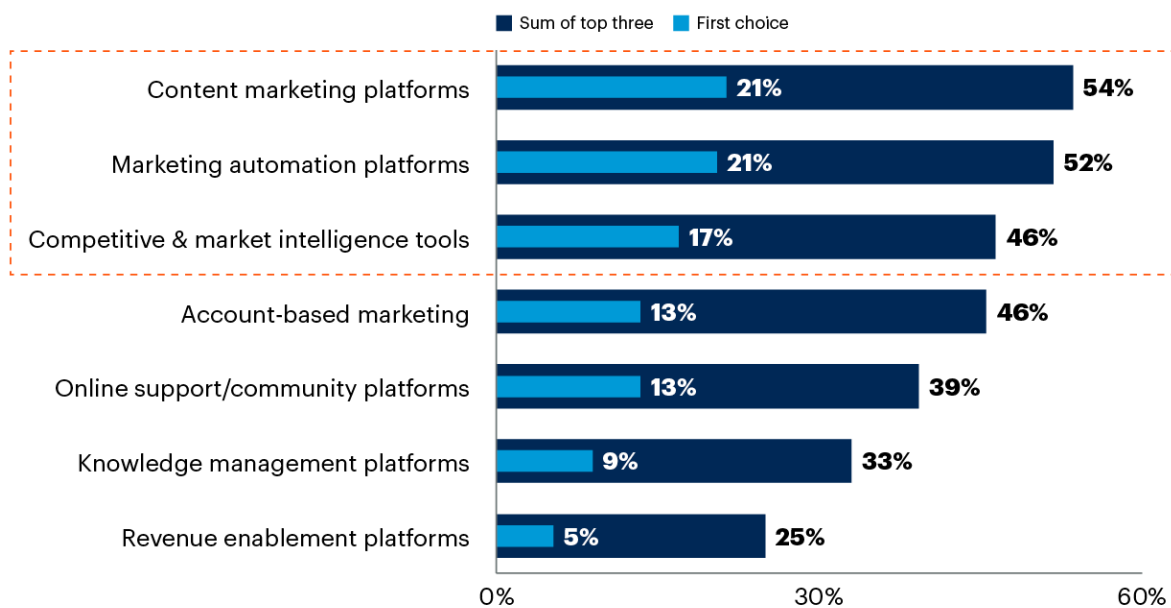 Sum of top three First choice
Content marketing platforms 21% 54%
Marketing automation platforms 21% 52%
Competitive & market intelligence tools 17% 46%
Account-based marketing 13% 46%
Online support/community platforms 13% 39%
Knowledge management platforms 9% 33%
Revenue enablement platforms 5% 25%
0% 30% 60%